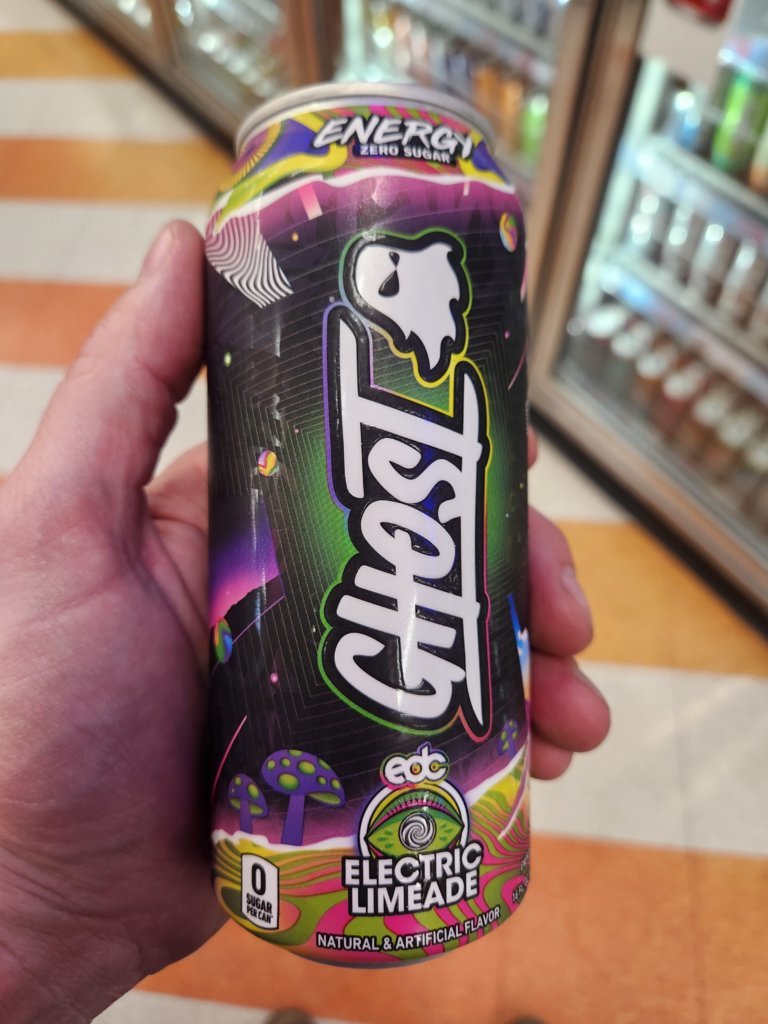 ENERGY
ZERO SUGAR
GHOST
edc
ELECTRIC
LIMEADE
0
SUGAR
PER CAN*
NATURAL & ARTIFICIAL FLAVOR